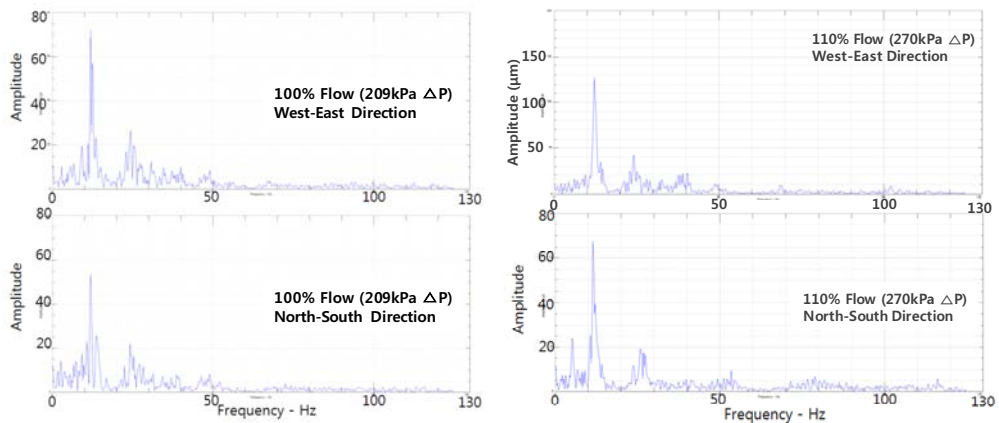 80
60
40
20
Amplitude
100% Flow (209kPa △P)
West-East Direction
0
50
100
130
150
100
50
0
Amplitude (μm)
110% Flow (270kPa △P)
West-East Direction
0
50
100
130
80
60
40
20
0
Amplitude
100% Flow (209kPa △P)
North-South Direction
0
50
100
130
Frequency - Hz
80
60
40
20
Amplitude
110% Flow (270kPa △P)
North-South Direction
0
50
100
130
Frequency - Hz